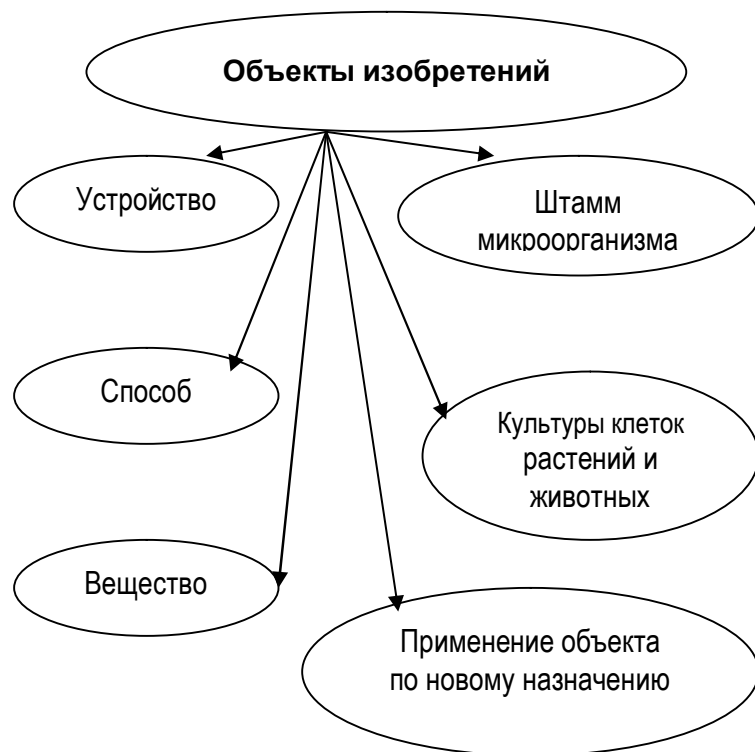 Объекты изобретений
Устройство
Штамм
микроорганизма
Способ
Культуры клеток
растений и
животных
Вещество
Применение объекта
по новому назначению